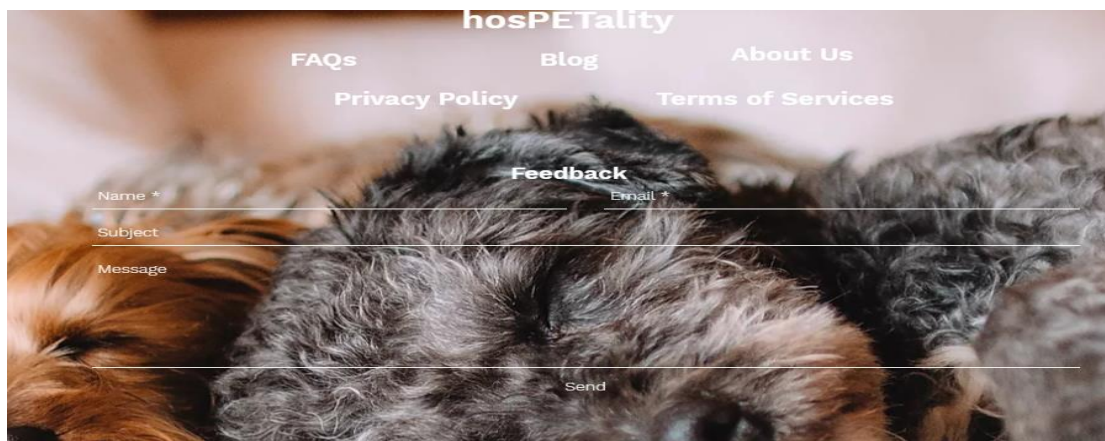 hosPETality
FAQs Blog About Us
Privacy Policy Terms of Services
Feedback
Name * Email *
Subject
Message
Send